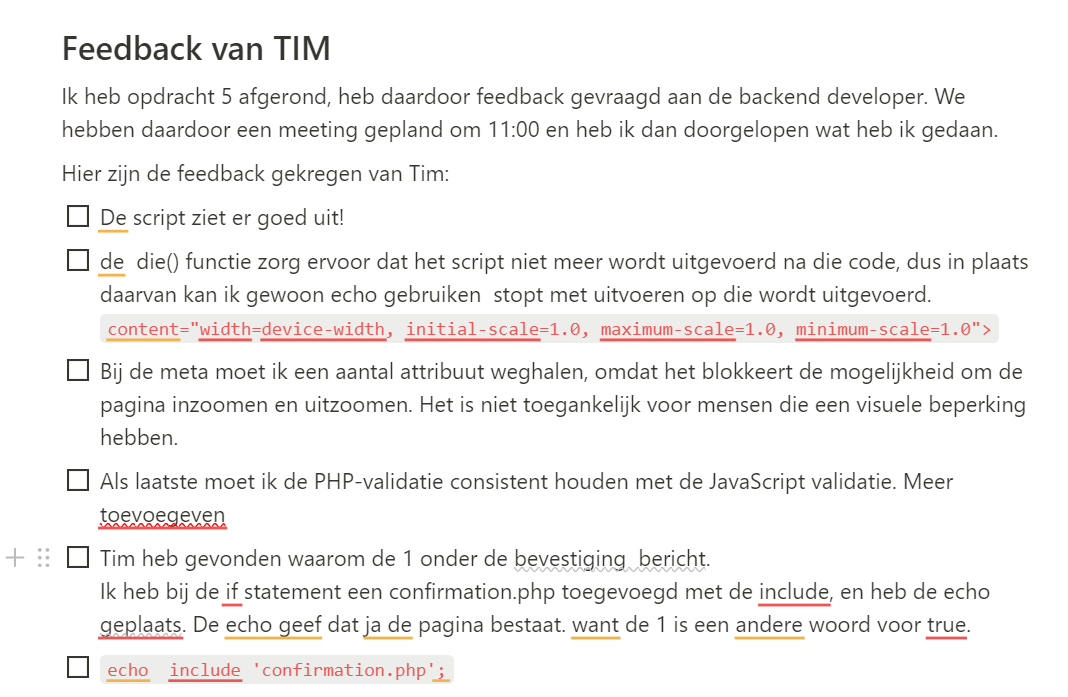 Feedback van TIM
Ik heb opdracht 5 afgerond, heb daardoor feedback gevraagd aan de backend developer. We
hebben daardoor een meeting gepland om 11:00 en heb ik dan doorgelopen wat heb ik gedaan.
Hier zijn de feedback gekregen van Tim:
De script ziet er goed uit!
de  die() functie zorg ervoor dat het script niet meer wordt uitgevoerd na die code, dus in plaats
daarvan kan ik gewoon echo gebruiken  stopt met uitvoeren op die wordt uitgevoerd.
content="width=device-width, initial-scale=1.0, maximum-scale=1.0, minimum-scale=1.0">
Bij de meta moet ik een aantal attribuut weghalen, omdat het blokkeert de mogelijkheid om de
pagina inzoomen en uitzoomen. Het is niet toegankelijk voor mensen die een visuele beperking
hebben.
Als laatste moet ik de PHP-validatie consistent houden met de JavaScript validatie. Meer
toevoegeven
Tim heb gevonden waarom de 1 onder de bevestiging  bericht.
Ik heb bij de if statement een confirmation.php toegevoegd met de include, en heb de echo
geplaats. De echo geef dat ja de pagina bestaat. want de 1 is een andere woord voor true.
echo  include 'confirmation.php';